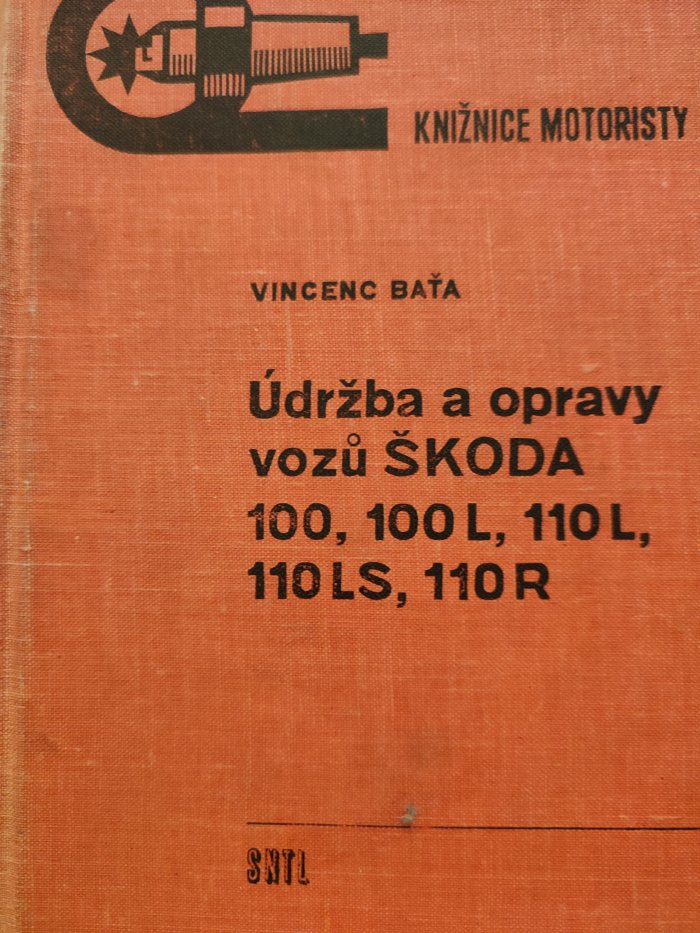 KNIŽNICE MOTORISTY
VINCENC BAŤA
Údržba a opravy
vozů ŠKODA
100, 100 L, 110 L,
110 LS, 110 R
SNTL